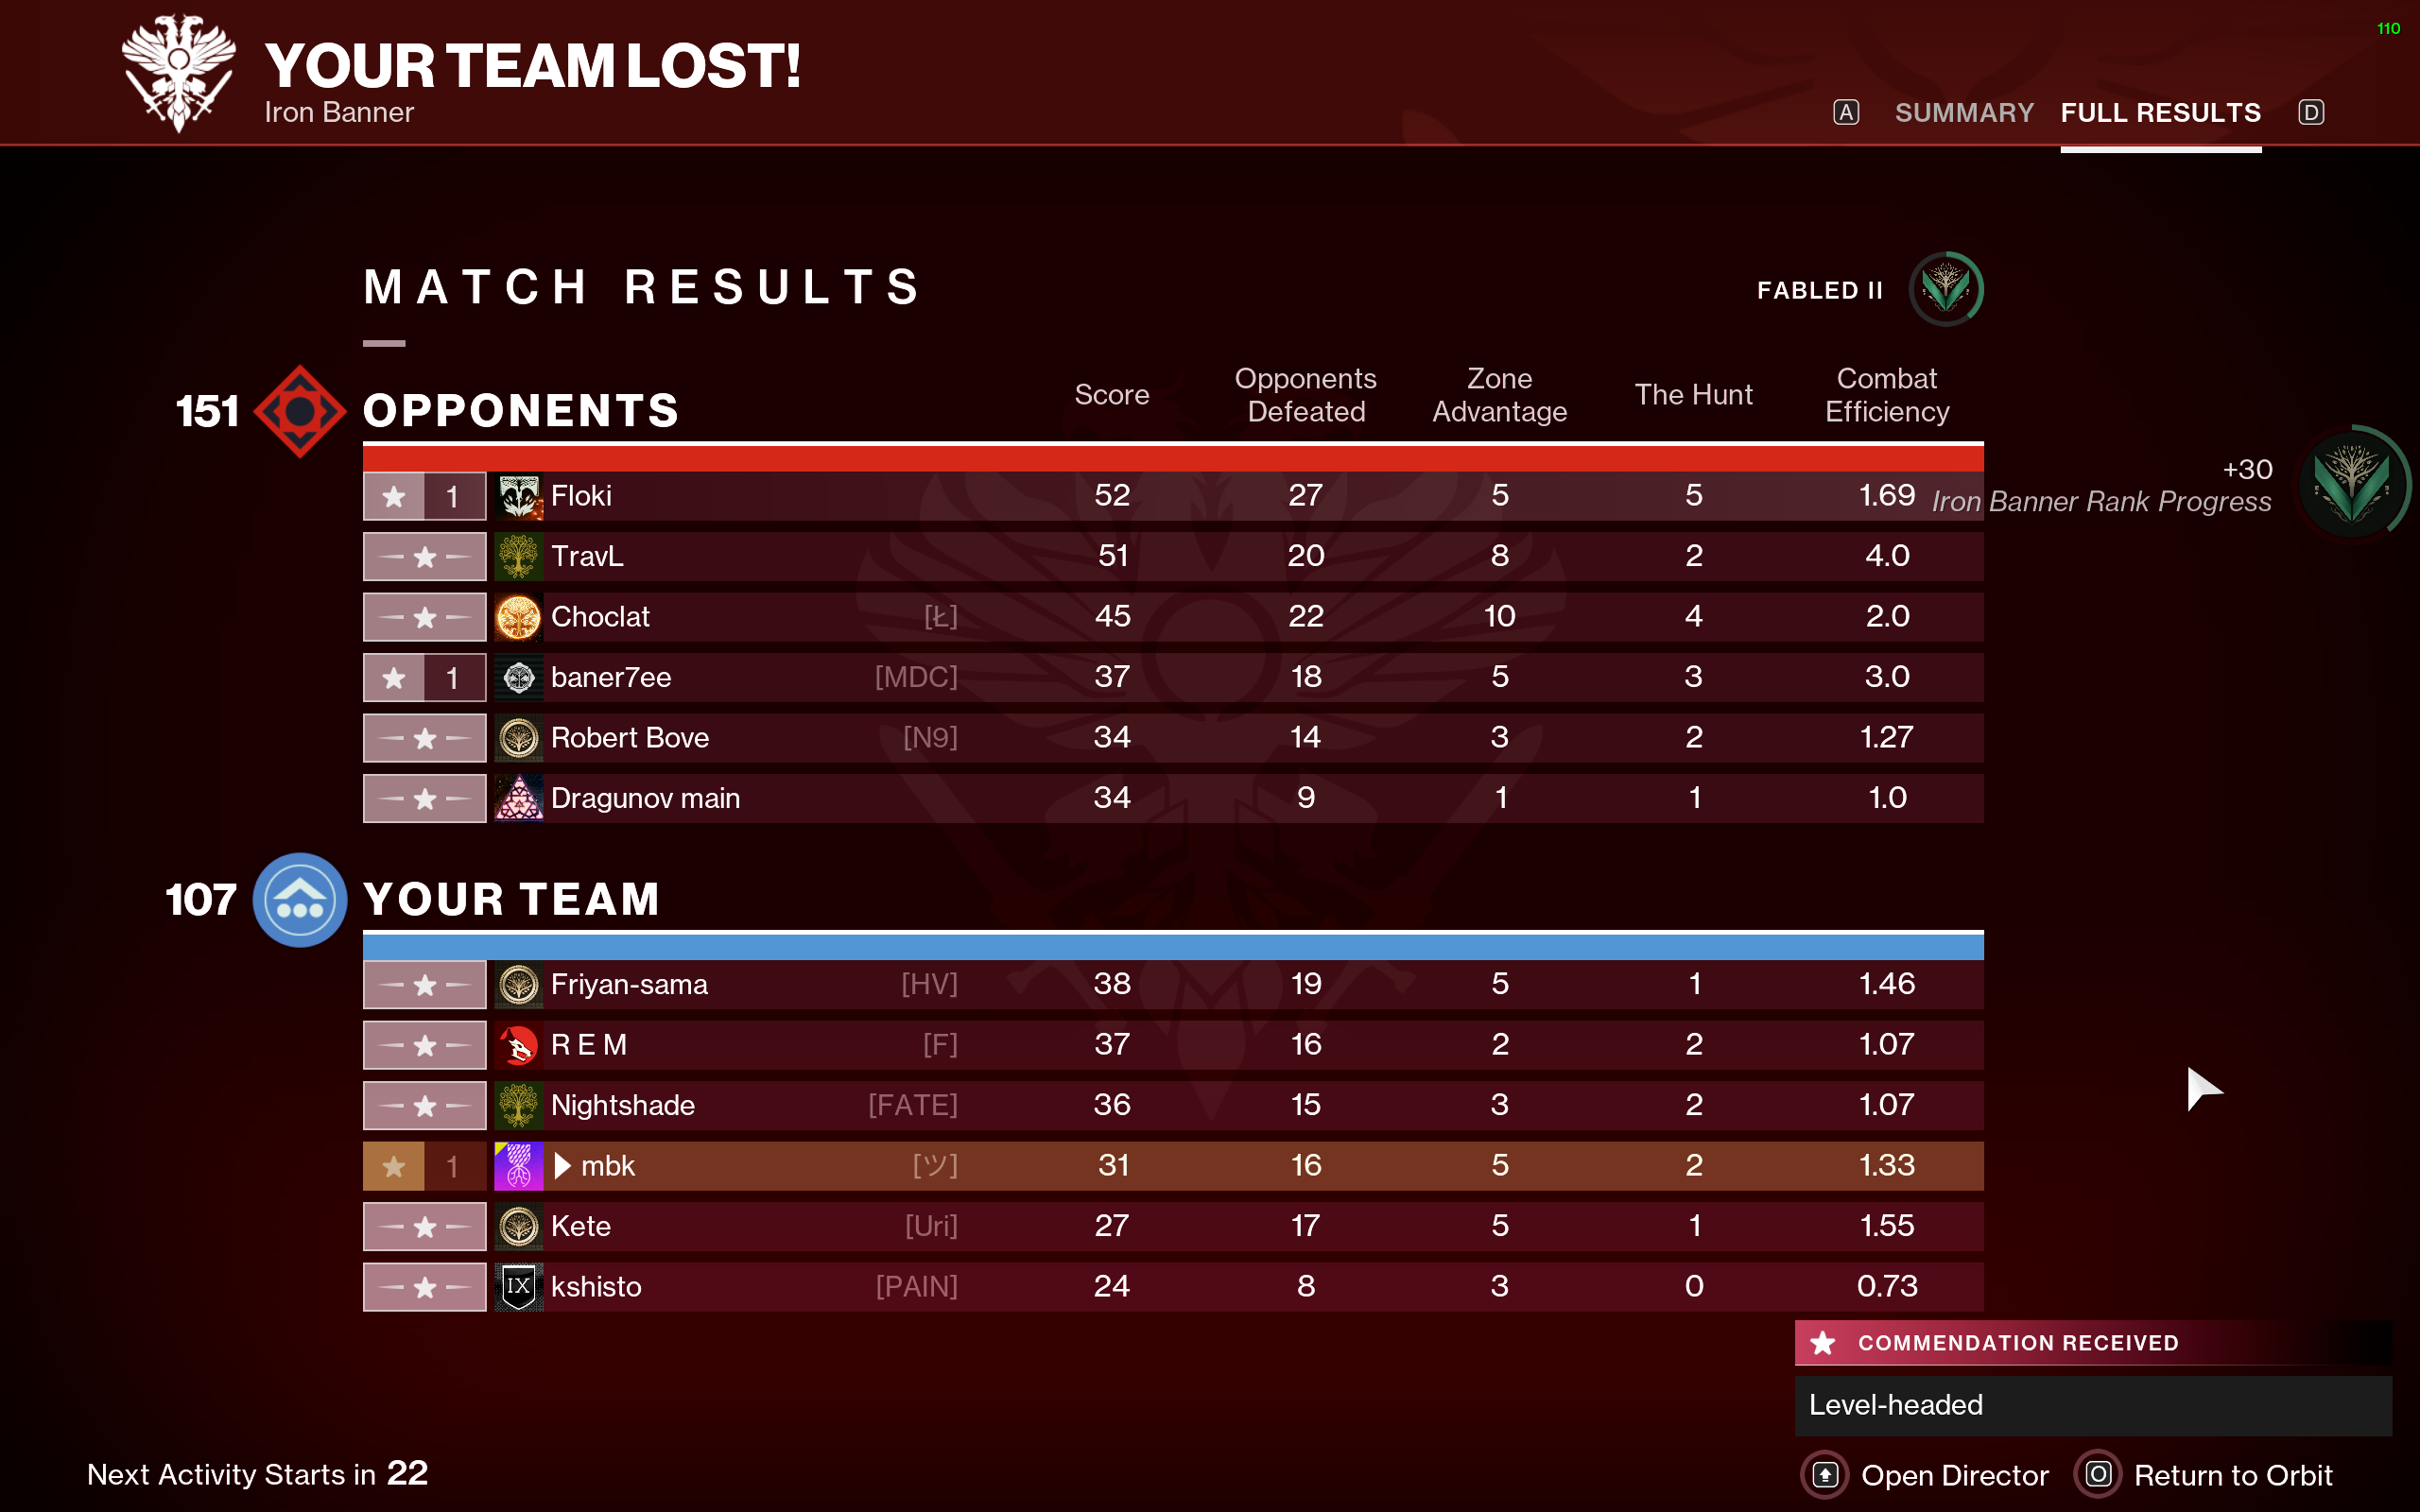 110
YOUR TEAM LOST!
Iron Banner
A SUMMARY FULL RESULTS D
MATCH RESULTS
FABLED II
151 OPPONENTS
Score Opponents Defeated Zone Advantage The Hunt Combat Efficiency
1 Floki 52 27 5 5 1.69
+30
Iron Banner Rank Progress
TravL 51 20 8 2 4.0
Choclat [Ł] 45 22 10 4 2.0
1 baner7ee [MDC] 37 18 5 3 3.0
Robert Bove [N9] 34 14 3 2 1.27
Dragunov main 34 9 1 1 1.0
107 YOUR TEAM
Friyan-sama [HV] 38 19 5 1 1.46
R E M [F] 37 16 2 2 1.07
Nightshade [FATE] 36 15 3 2 1.07
1 mbk [ツ] 31 16 5 2 1.33
Kete [Uri] 27 17 5 1 1.55
IX kshisto [PAIN] 24 8 3 0 0.73
COMMENDATION RECEIVED
Level-headed
Next Activity Starts in 22
Open Director O Return to Orbit